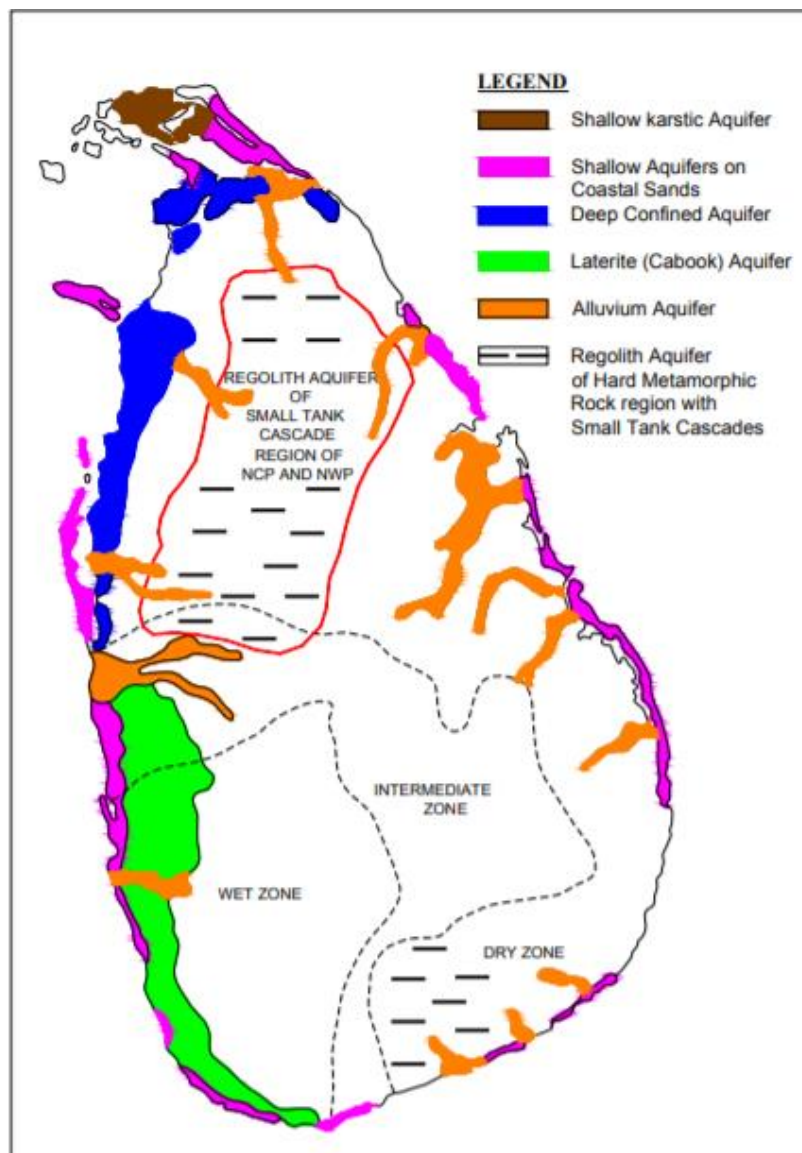 LEGEND
Shallow karstic Aquifer
Shallow Aquifers on
Coastal Sands
Deep Confined Aquifer
Laterite (Cabook) Aquifer
Alluvium Aquifer
Regolith Aquifer
of Hard Metamorphic
Rock region with
Small Tank Cascades
REGOLITH AQUIFER
OF
SMALL TANK
CASCADE
REGION OF
NCP AND NWP
INTERMEDIATE
ZONE
WET ZONE
DRY ZONE